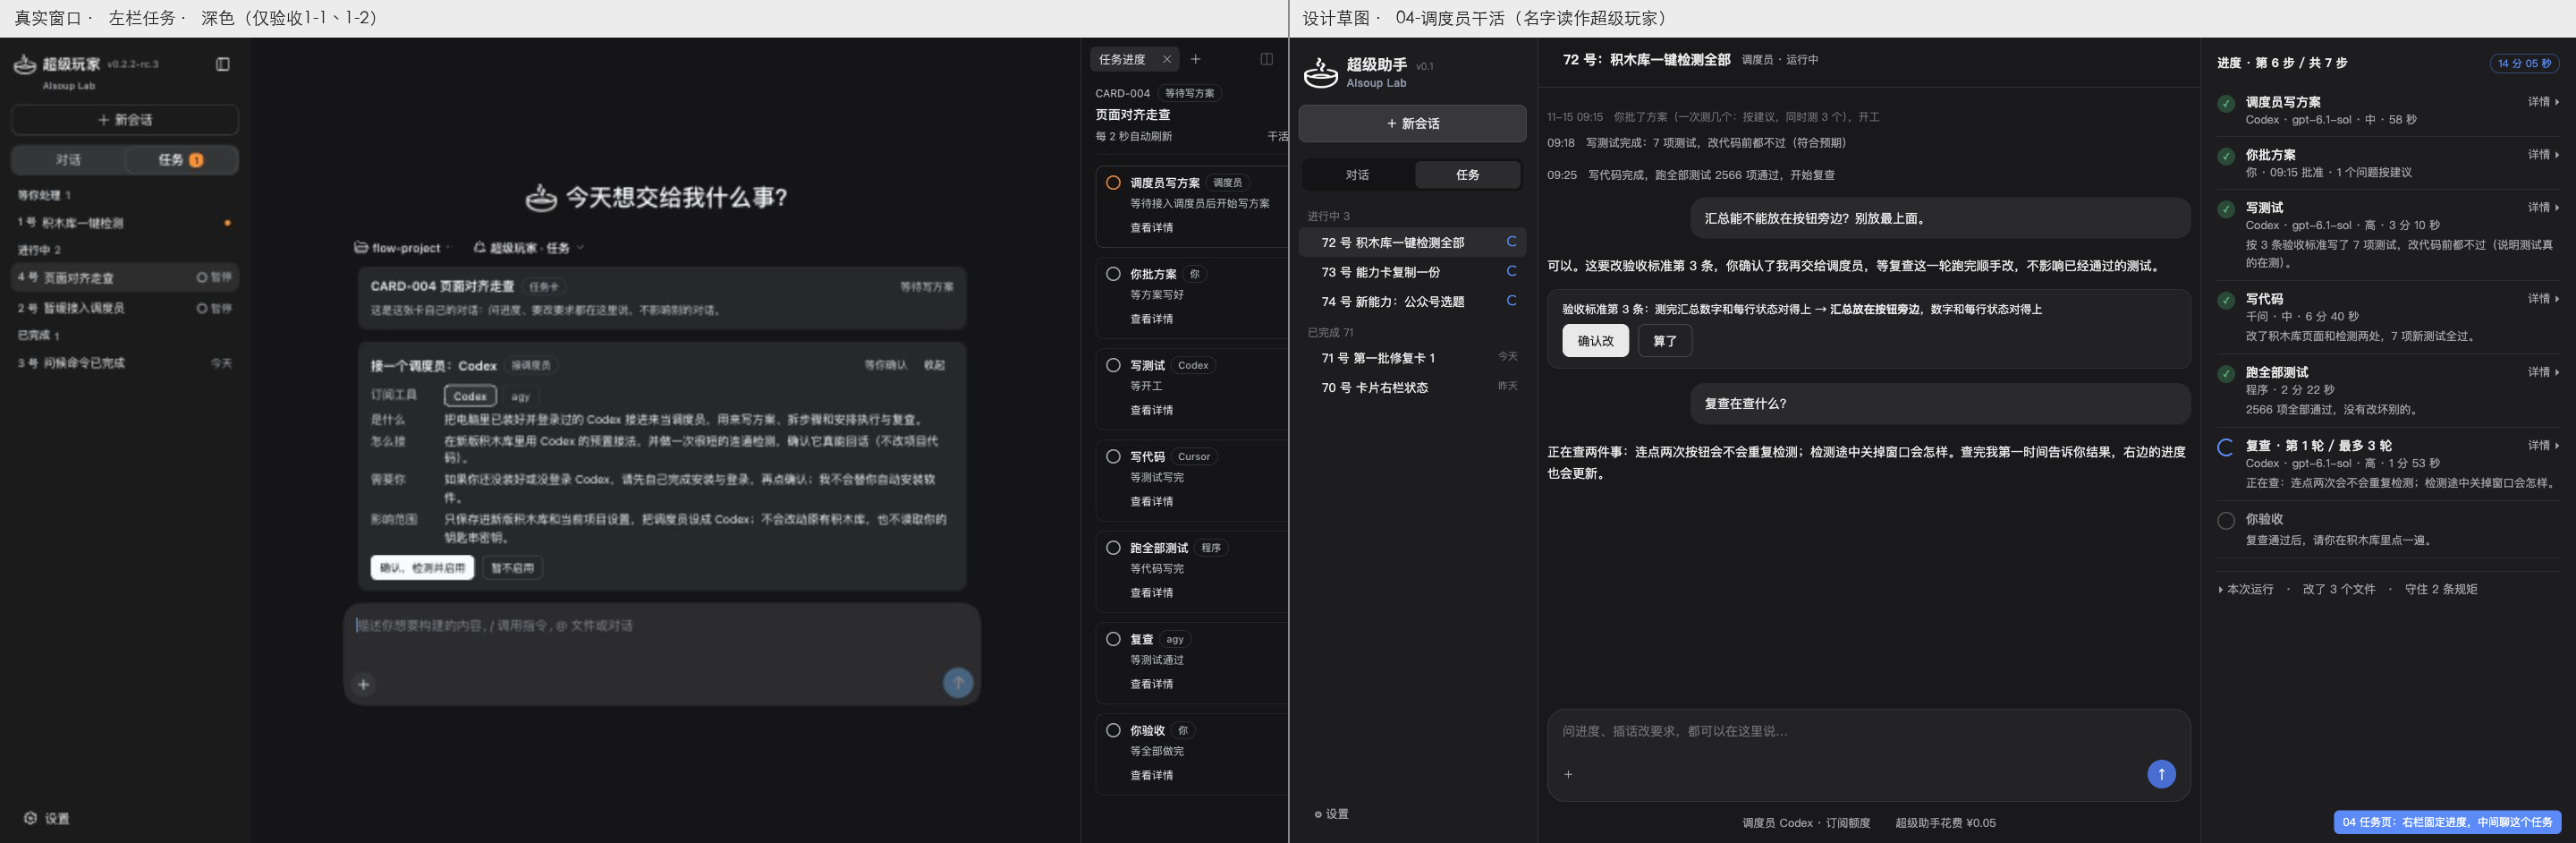 真实窗口 · 左栏任务 · 深色（仅验收1-1、1-2）
超级玩家 v0.2.2-rc.3
AIsoup Lab
＋ 新会话
对话 任务 1
等你处理 1
1 号 积木库一键检测
进行中 2
4 号 页面对齐走查 暂停
2 号 暂缓接入调度员 暂停
已完成 1
3 号 问候命令已完成 今天
设置
今天想交给我什么事?
flow-project 超级玩家 · 任务
CARD-004 页面对齐走查 任务卡 等待写方案
这是这张卡自己的对话：问进度、要改要求都在这里说，不影响别的对话。
接一个调度员：Codex 接调度员 等你确认 收起
订阅工具 Codex agy
是什么 把电脑里已装好并登录过的 Codex 接进来当调度员，用来写方案、拆步骤和安排执行与复查。
怎么接 在新版积木库里用 Codex 的预置接法，并做一次很短的连通检测，确认它真能回话（不改项目代
码）。
需要你 如果你还没装好或没登录 Codex，请先自己完成安装与登录，再点确认；我不会替你自动安装软
件。
影响范围 只保存进新版积木库和当前项目设置，把调度员设成 Codex；不会改动原有积木库，也不读取你的
钥匙串密钥。
确认，检测并启用 暂不启用
描述你想要构建的内容, / 调用指令, @ 文件或对话
＋
任务进度 × ＋
CARD-004 等待写方案
页面对齐走查
每 2 秒自动刷新 干活
调度员写方案 调度员
等待接入调度员后开始写方案
查看详情
你批方案 你
等方案写好
查看详情
写测试 Codex
等开工
查看详情
写代码 Cursor
等测试写完
查看详情
跑全部测试 程序
等代码写完
查看详情
复查 agy
等测试通过
查看详情
你验收 你
等全部做完
查看详情
设计草图 · 04-调度员干活（名字读作超级玩家）
超级助手 v0.1
AIsoup Lab
＋ 新会话
对话 任务
进行中 3
72 号 积木库一键检测全部
73 号 能力卡复制一份
74 号 新能力：公众号选题
已完成 71
71 号 第一批修复卡 1 今天
70 号 卡片右栏状态 昨天
设置
72 号：积木库一键检测全部 调度员 · 运行中
11-15 09:15 你批了方案（一次测几个：按建议，同时测 3 个），开工
09:18 写测试完成：7 项测试，改代码前都不过（符合预期）
09:25 写代码完成，跑全部测试 2566 项通过，开始复查
汇总能不能放在按钮旁边？别放最上面。
可以。这要改验收标准第 3 条，你确认了我再交给调度员，等复查这一轮跑完顺手改，不影响已经通过的测试。
验收标准第 3 条：测完汇总数字和每行状态对得上 → 汇总放在按钮旁边，数字和每行状态对得上
确认改 算了
复查在查什么？
正在查两件事：连点两次按钮会不会重复检测；检测途中关掉窗口会怎样。查完我第一时间告诉你结果，右边的进度
也会更新。
问进度、插话改要求，都可以在这里说…
＋ ↑
调度员 Codex · 订阅额度 超级助手花费 ¥0.05
进度 · 第 6 步 / 共 7 步 14 分 05 秒
调度员写方案 详情
Codex · gpt-6.1-sol · 中 · 58 秒
你批方案 详情
你 · 09:15 批准 · 1 个问题按建议
写测试 详情
Codex · gpt-6.1-sol · 高 · 3 分 10 秒
按 3 条验收标准写了 7 项测试，改代码前都不过（说明测试真
的在测）。
写代码 详情
千问 · 中 · 6 分 40 秒
改了积木库页面和检测两处，7 项新测试全过。
跑全部测试 详情
程序 · 2 分 22 秒
2566 项全部通过，没有改坏别的。
复查 · 第 1 轮 / 最多 3 轮 详情
Codex · gpt-6.1-sol · 高 · 1 分 53 秒
正在查：连点两次会不会重复检测；检测途中关掉窗口会怎样。
你验收
复查通过后，请你在积木库里点一遍。
本次运行 · 改了 3 个文件 · 守住 2 条规矩
04 任务页：右栏固定进度，中间聊这个任务